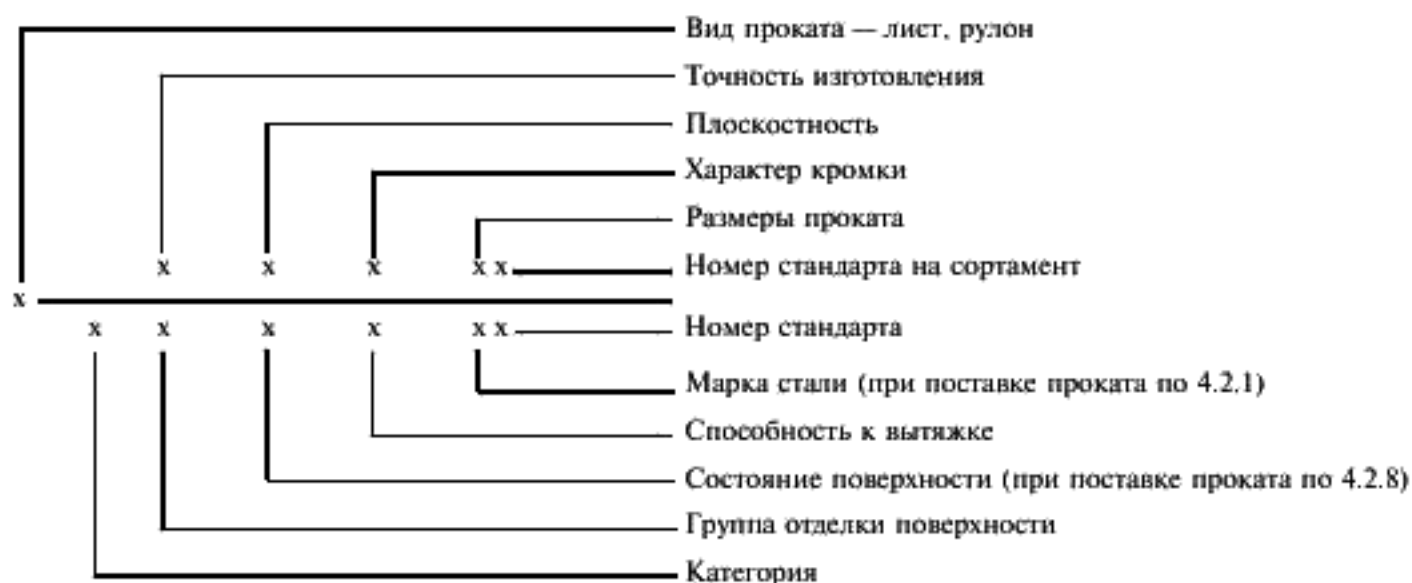 Вид проката — лист, рулон
Точность изготовления
Плоскостность
Характер кромки
Размеры проката
х х х х х Номер стандарта на сортамент
х
х х х х х х Номер стандарта
Марка стали (при поставке проката по 4.2.1)
Способность к вытяжке
Состояние поверхности (при поставке проката по 4.2.8)
Группа отделки поверхности
Категория